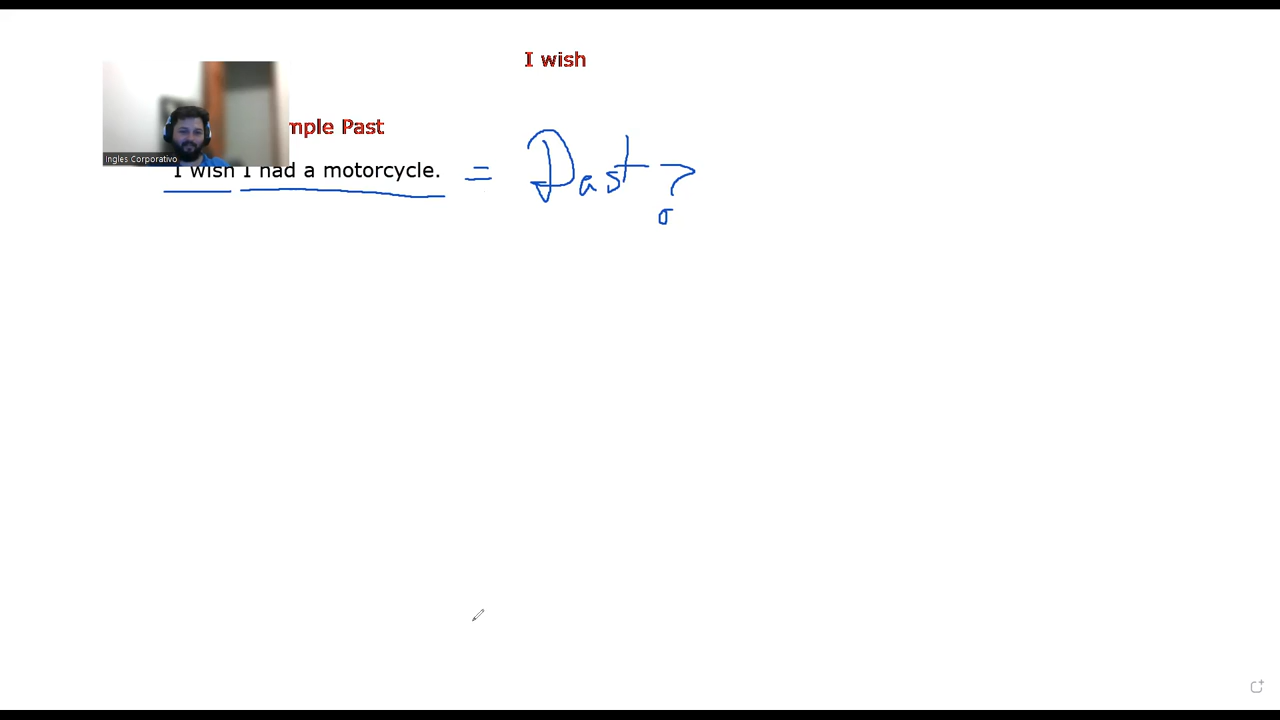 I wish
mple Past
Ingles Corporativo
I wish I had a motorcycle. = Past ?